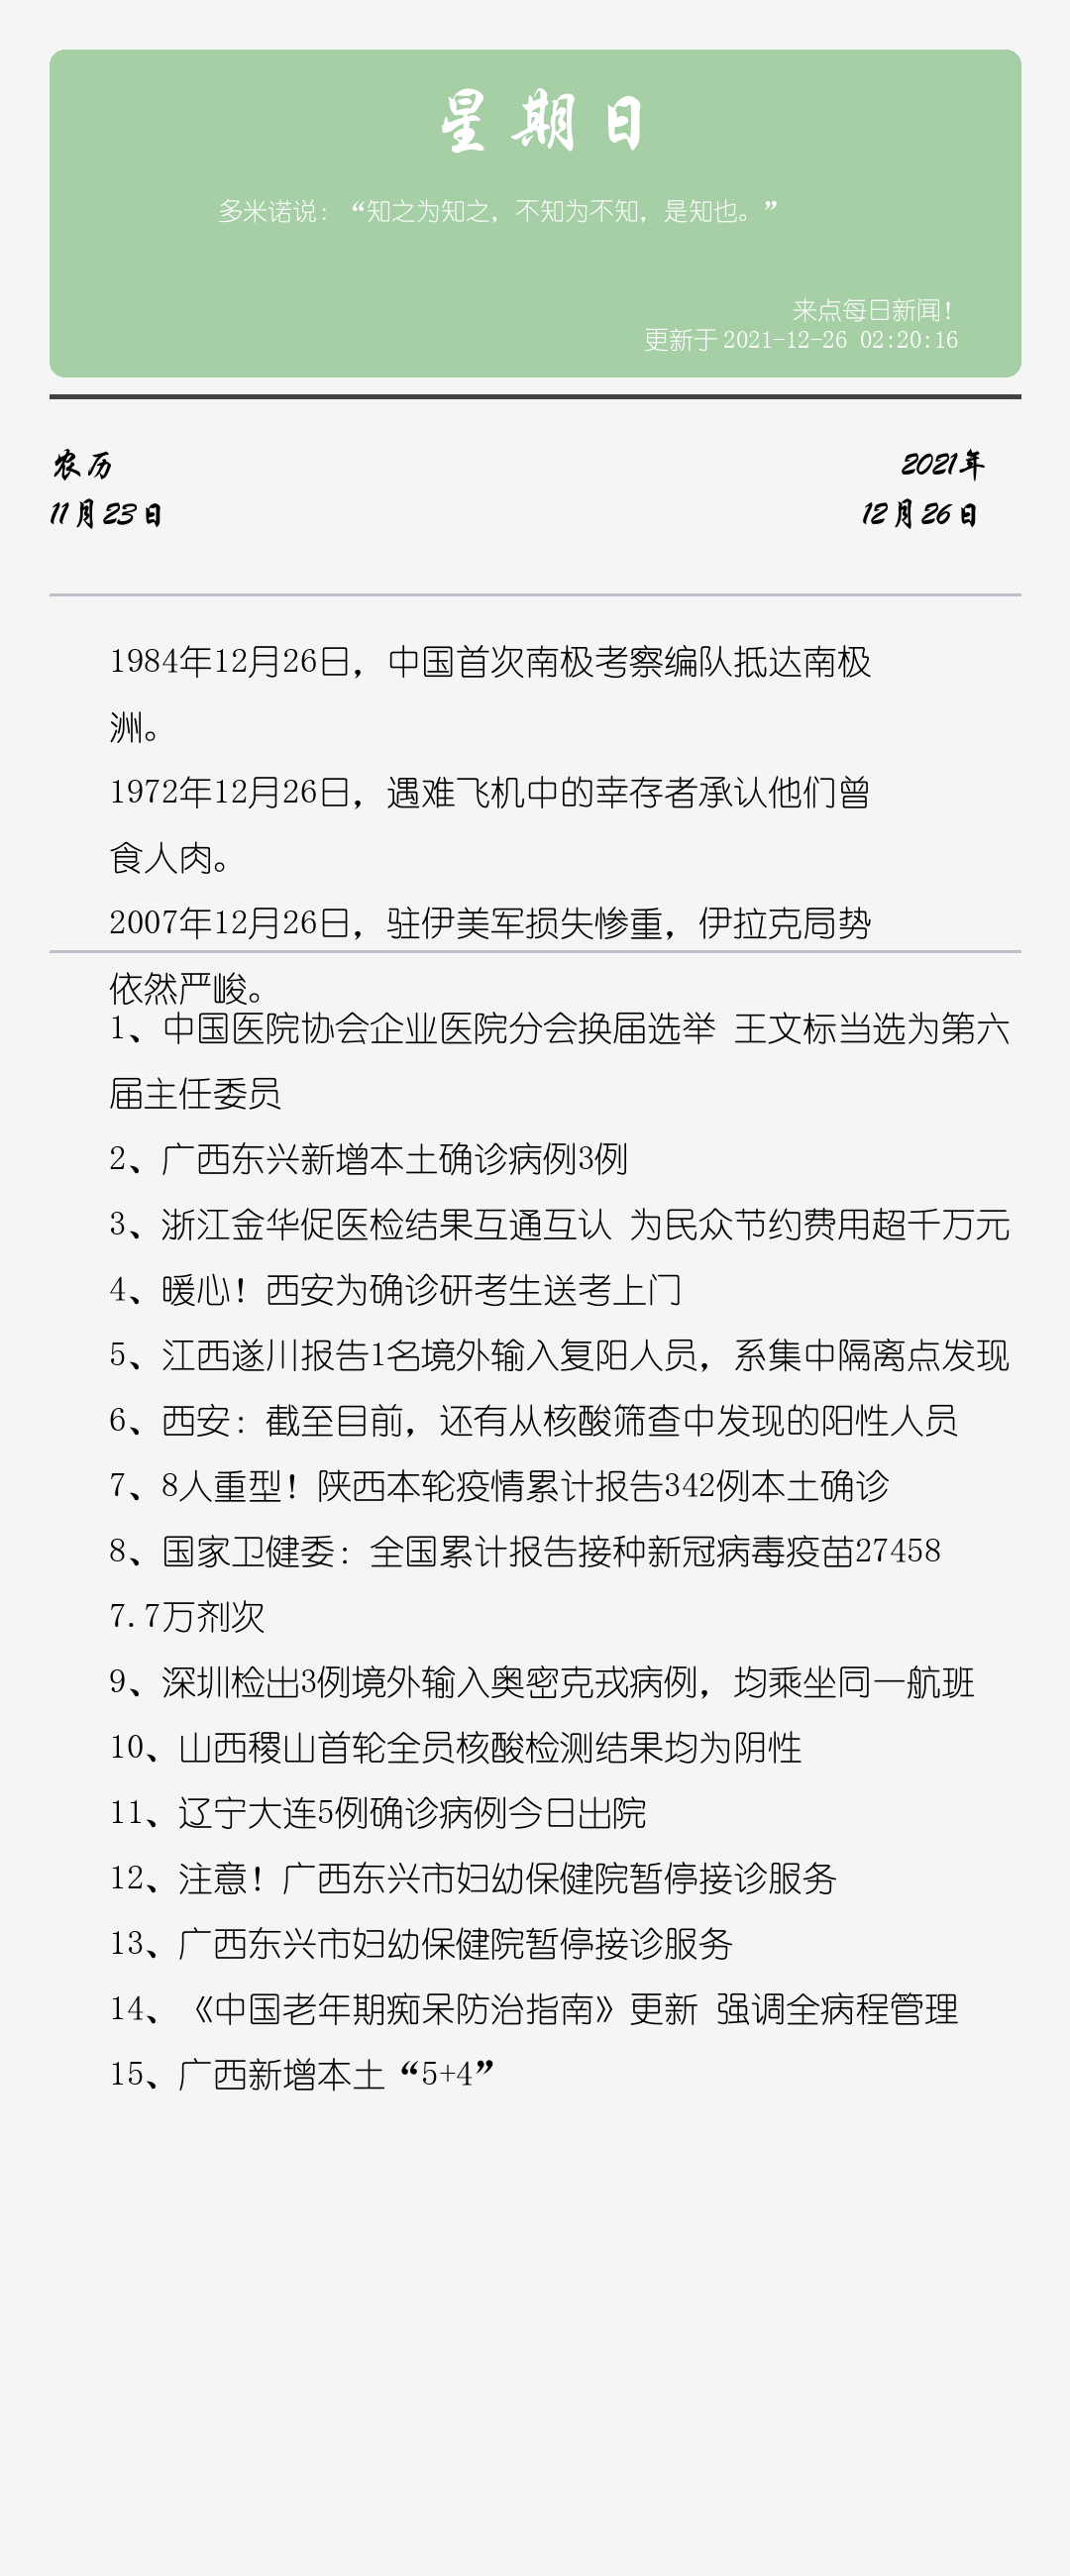 星期日
多米诺说：“知之为知之，不知为不知，是知也。”
来点每日新闻！
更新于2021-12-26 02:20:16
农历
2021年
11月23日
12月26日
1984年12月26日，中国首次南极考察编队抵达南极
洲。
1972年12月26日，遇难飞机中的幸存者承认他们曾
食人肉。
2007年12月26日，驻伊美军损失惨重，伊拉克局势
依然严峻。
1、中国医院协会企业医院分会换届选举 王文标当选为第六
届主任委员
2、广西东兴新增本土确诊病例3例
3、浙江金华促医检结果互通互认 为民众节约费用超千万元
4、暖心！西安为确诊研考生送考上门
5、江西遂川报告1名境外输入复阳人员，系集中隔离点发现
6、西安：截至目前，还有从核酸筛查中发现的阳性人员
7、8人重型！陕西本轮疫情累计报告342例本土确诊
8、国家卫健委：全国累计报告接种新冠病毒疫苗27458
7.7万剂次
9、深圳检出3例境外输入奥密克戎病例，均乘坐同一航班
10、山西稷山首轮全员核酸检测结果均为阴性
11、辽宁大连5例确诊病例今日出院
12、注意！广西东兴市妇幼保健院暂停接诊服务
13、广西东兴市妇幼保健院暂停接诊服务
14、《中国老年期痴呆防治指南》更新 强调全病程管理
15、广西新增本土“5+4”